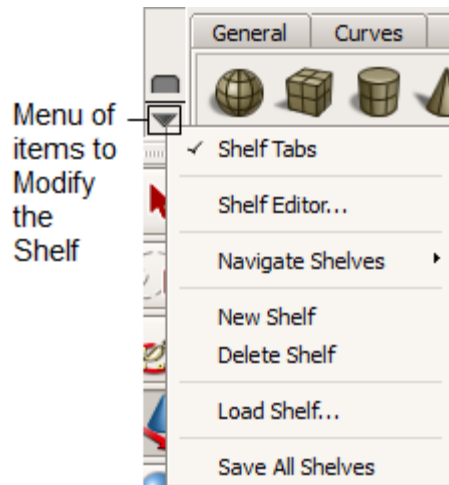 General
Curves
Menu of
items to
Modify
the
Shelf
Shelf Tabs
Shelf Editor...
Navigate Shelves
New Shelf
Delete Shelf
Load Shelf...
Save All Shelves